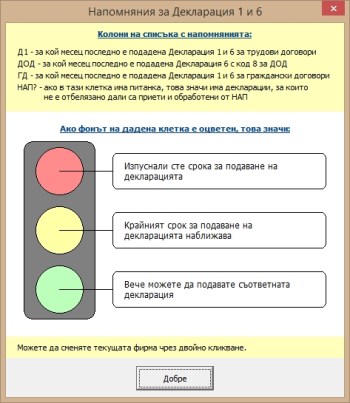 Напомняния за Декларация 1 и 6
Колони на списъка с напомнянията:
Д1 - за кой месец последно е подадена Декларация 1 и 6 за трудови договори
ДОД - за кой месец последно е подадена Декларация 6 с код 8 за ДОД
ГД - за кой месец последно е подадена Декларация 1 и 6 за граждански договори
НАП? - ако в тази клетка има питанка, това значи има декларации, за които
не е отбелязано дали са приети и обработени от НАП
Ако фонът на дадена клетка е оцветен, това значи:
Изпуснали сте срока за подаване на
декларацията
Крайният срок за подаване на
декларацията наближава
Вече можете да подавате съответната
декларация
Можете да сменяте текущата фирма чрез двойно кликване.
Добре